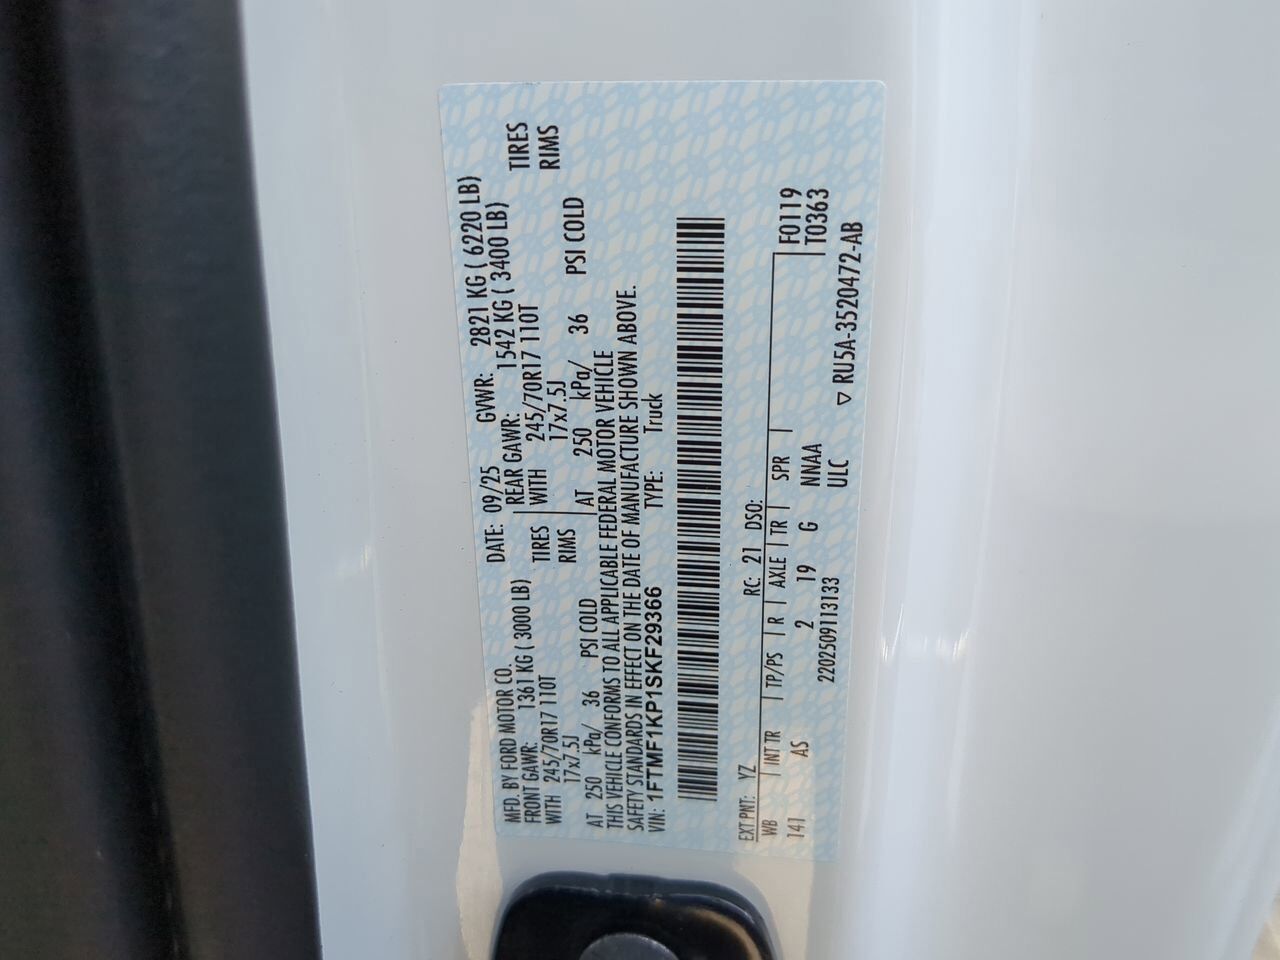 MFD. BY FORD MOTOR CO. DATE: 09/25 GVWR: 2821 KG ( 6220 LB)
FRONT GAWR: 1361 KG ( 3000 LB) REAR GAWR: 1542 KG ( 3400 LB)
WITH 245/70R17 110T TIRES WITH 245/70R17 110T TIRES
17x7.5J RIMS 17x7.5J RIMS
AT 250 kPa/ 36 PSI COLD AT 250 kPa/ 36 PSI COLD
THIS VEHICLE CONFORMS TO ALL APPLICABLE FEDERAL MOTOR VEHICLE
SAFETY STANDARDS IN EFFECT ON THE DATE OF MANUFACTURE SHOWN ABOVE.
VIN: 1FTMF1KP1SKF29366 TYPE: Truck
EXT PNT: YZ RC: 21 DSO:
WB INT TR TP/PS R AXLE TR SPR F0119
141 AS 2 19 G NNAA T0363
2202509113133 ULC ▽ RU5A-3520472-AB